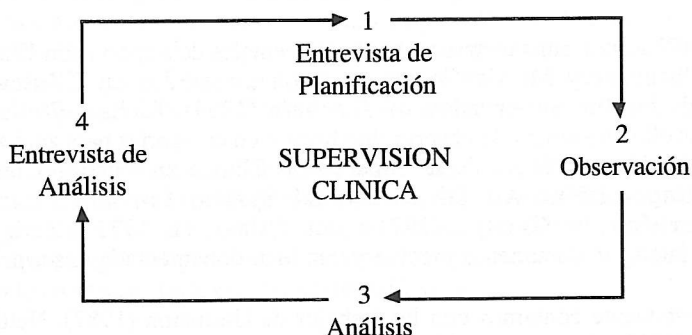 1
Entrevista de
Planificación
2
Observación
3
Análisis
4
Entrevista de
Análisis
SUPERVISION
CLINICA